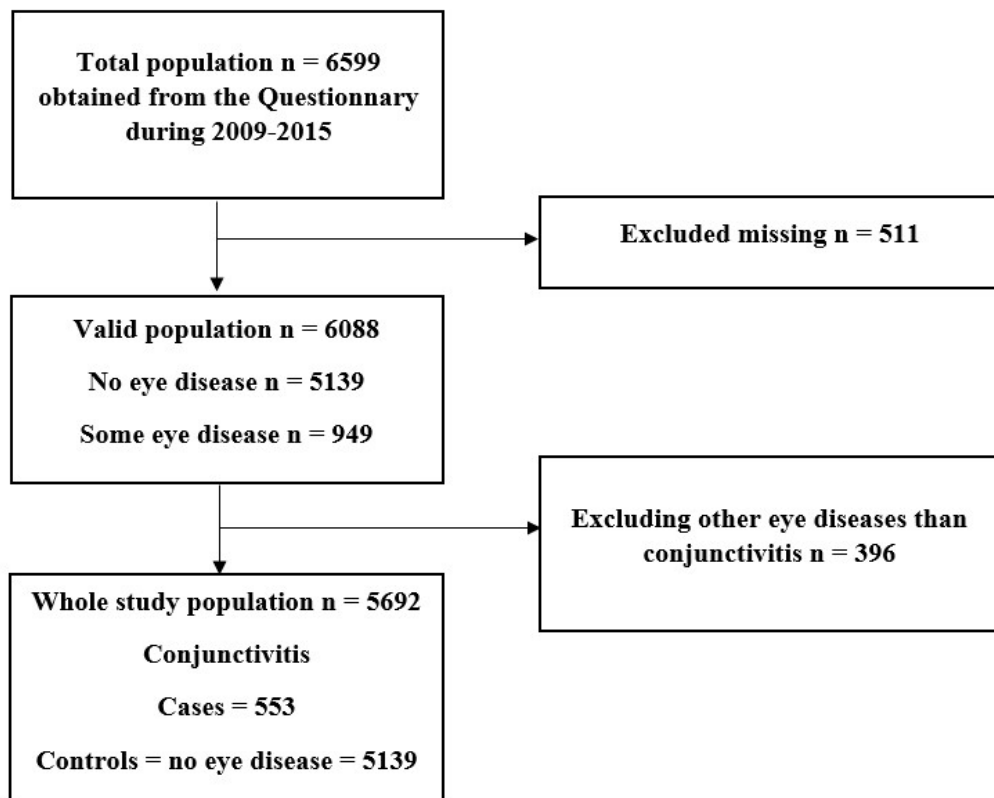 Total population n = 6599
obtained from the Questionnary
during 2009-2015
Excluded missing n = 511
Valid population n = 6088
No eye disease n = 5139
Some eye disease n = 949
Excluding other eye diseases than
conjunctivitis n = 396
Whole study population n = 5692
Conjunctivitis
Cases = 553
Controls = no eye disease = 5139